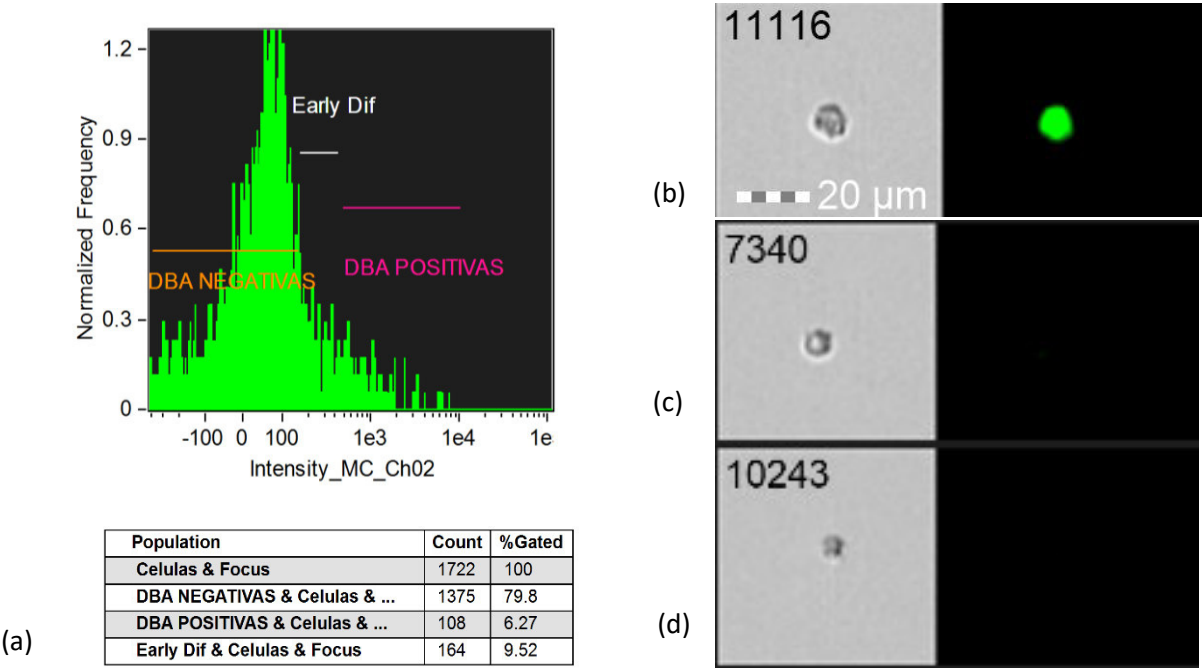 1.2
0.9
0.6
0.3
0
Normalized Frequency
Early Dif
DBA NEGATIVAS
DBA POSITIVAS
-100 0 100 1e3 1e4 1e
Intensity_MC_Ch02
Population Count %Gated
Celulas & Focus 1722 100
DBA NEGATIVAS & Celulas & ... 1375 79.8
DBA POSITIVAS & Celulas & ... 108 6.27
Early Dif & Celulas & Focus 164 9.52
(a)
11116
20 µm
(b)
7340
(c)
10243
(d)